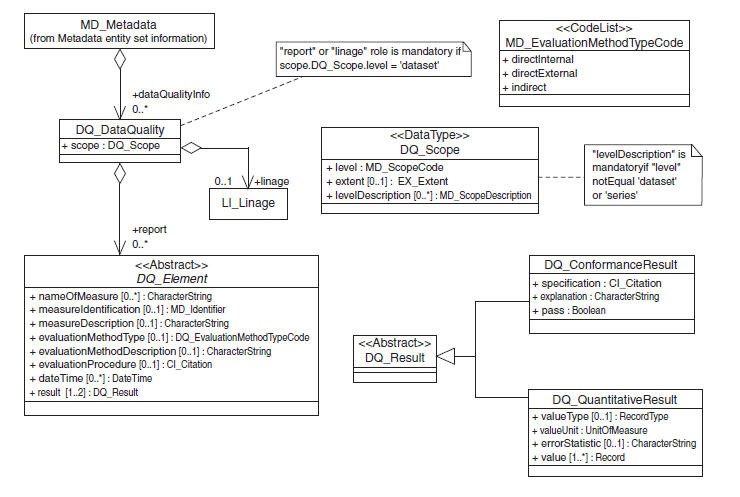 MD_Metadata
(from Metadata entity set information)
"report" or "linage" role is mandatory if
scope.DQ_Scope.level = 'dataset'
<<CodeList>>
MD_EvaluationMethodTypeCode
+ directInternal
+ directExternal
+ indirect
+dataQualityInfo
0..*
DQ_DataQuality
+ scope : DQ_Scope
0..1 +linage
LI_Linage
<<DataType>>
DQ_Scope
+ level : MD_ScopeCode
+ extent [0..1] : EX_Extent
+ levelDescription [0..*] : MD_ScopeDescription
"levelDescription" is
mandatoryif "level"
notEqual 'dataset'
or 'series'
+report
0..*
<<Abstract>>
DQ_Element
+ nameOfMeasure [0..*] : CharacterString
+ measureIdentification [0..1] : MD_Identifier
+ measureDescription [0..1] : CharacterString
+ evaluationMethodType [0..1] : DQ_EvaluationMethodTypeCode
+ evaluationMethodDescription [0..1] : CharacterString
+ evaluationProcedure [0..1] : CI_Citation
+ dateTime [0..*] : DateTime
+ result [1..2] : DQ_Result
<<Abstract>>
DQ_Result
DQ_ConformanceResult
+ specification : CI_Citation
+ explanation : CharacterString
+ pass : Boolean
DQ_QuantitativeResult
+ valueType [0..1] : RecordType
+ valueUnit : UnitOfMeasure
+ errorStatistic [0..1] : CharacterString
+ value [1..*] : Record